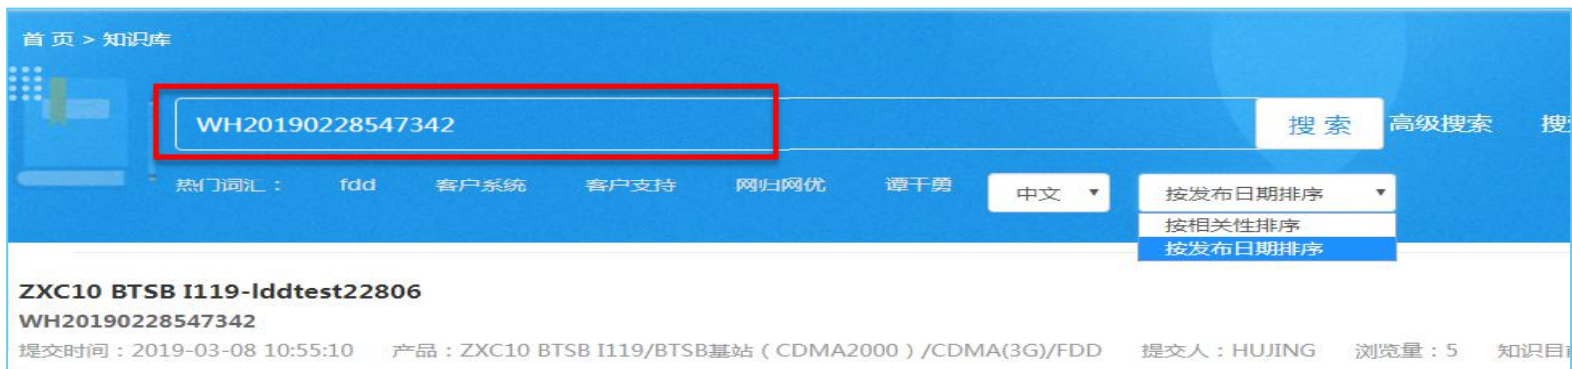 首 页 > 知识库
WH20190228547342 搜 索 高级搜索
热门词汇： fdd 客户系统 客户支持 网归网优 谭千勇 中文 按发布日期排序
按相关性排序
按发布日期排序
ZXC10 BTSB I119-lddtest22806
WH20190228547342
提交时间：2019-03-08 10:55:10 产品：ZXC10 BTSB I119/BTSB基站（CDMA2000）/CDMA(3G)/FDD 提交人：HUJING 浏览量：5 知识目